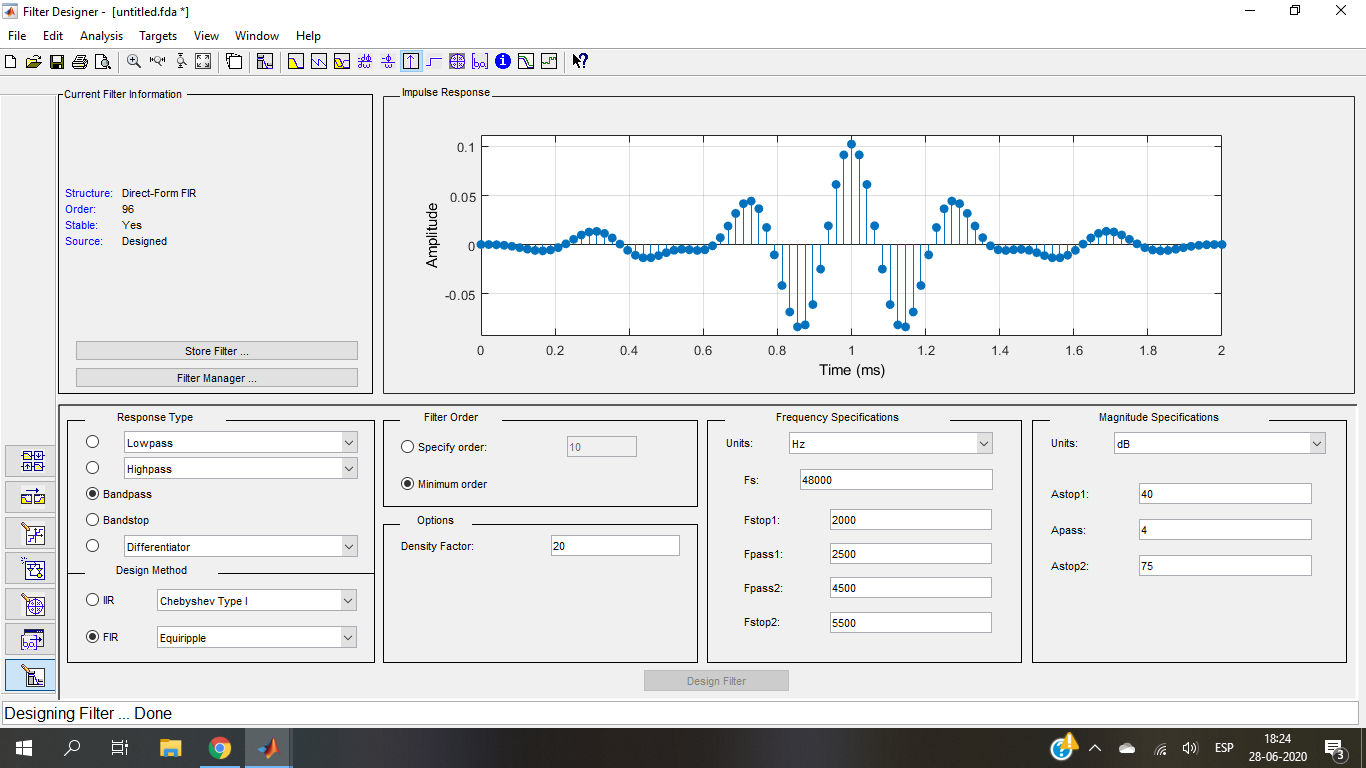 Filter Designer - [untitled.fda *]
File Edit Analysis Targets View Window Help
Current Filter Information
Structure: Direct-Form FIR
Order: 96
Stable: Yes
Source: Designed
Store Filter ...
Filter Manager ...
Impulse Response
0.1
0.05
0
-0.05
Amplitude
0 0.2 0.4 0.6 0.8 1 1.2 1.4 1.6 1.8 2
Time (ms)
Response Type
Lowpass
Highpass
Bandpass
Bandstop
Differentiator
Design Method
IIR Chebyshev Type I
FIR Equiripple
Filter Order
Specify order: 10
Minimum order
Options
Density Factor: 20
Frequency Specifications
Units: Hz
Fs: 48000
Fstop1: 2000
Fpass1: 2500
Fpass2: 4500
Fstop2: 5500
Magnitude Specifications
Units: dB
Astop1: 40
Apass: 4
Astop2: 75
Design Filter
Designing Filter ... Done
ESP
18:24
28-06-2020
3